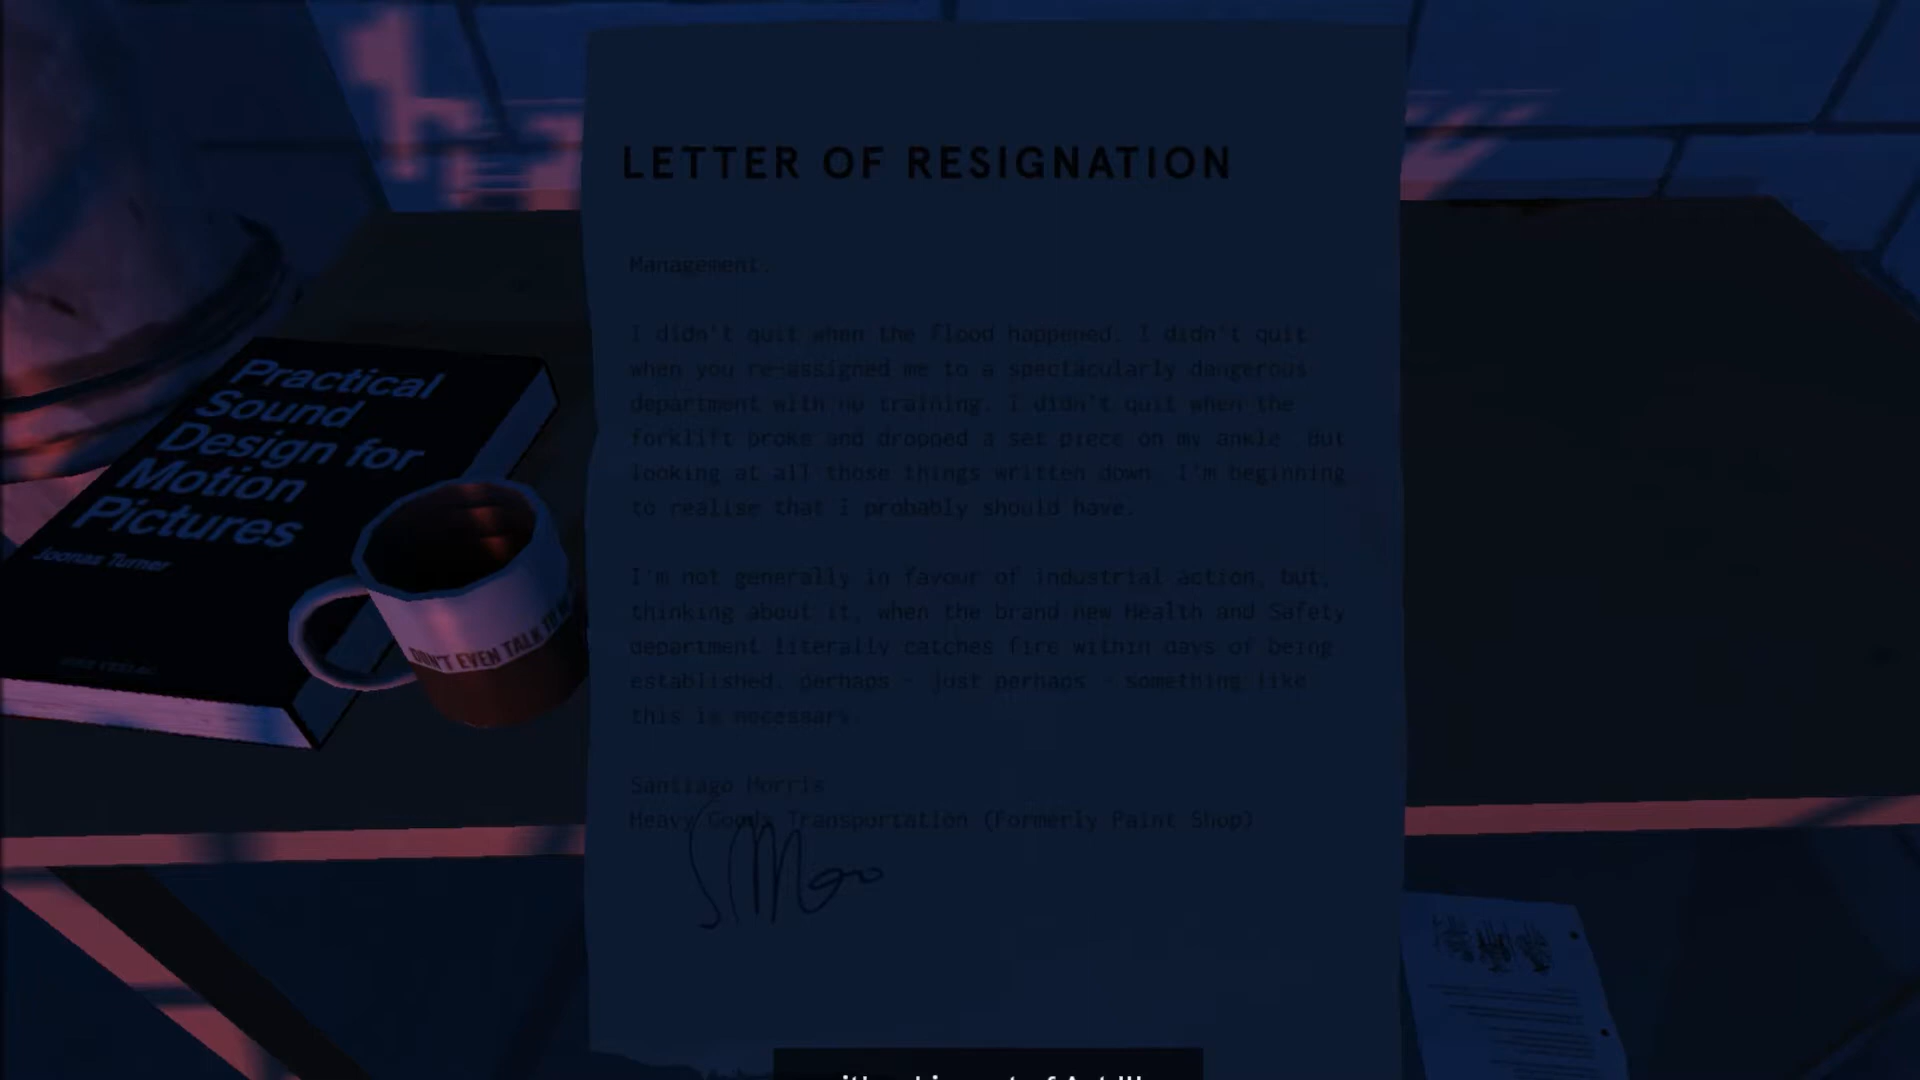 LETTER OF RESIGNATION
Management.
I didn't quit when the flood happened. I didn't quit
when you re-assigned me to a spectacularly dangerous
department with no training. I didn't quit when the
forklift broke and dropped a set piece on my ankle. But
looking at all those things written down, I'm beginning
to realise that I probably should have.
I'm not generally in favour of industrial action, but,
thinking about it, when the brand new Health and Safety
department literally catches fire within days of being
established, perhaps - just perhaps - something like
this is necessary.
Santiago Morris
Heavy Goods Transportation (Formerly Paint Shop)
Practical
Sound
Design for
Motion
Pictures
Joonas Turner
DON'T EVEN TALK TO